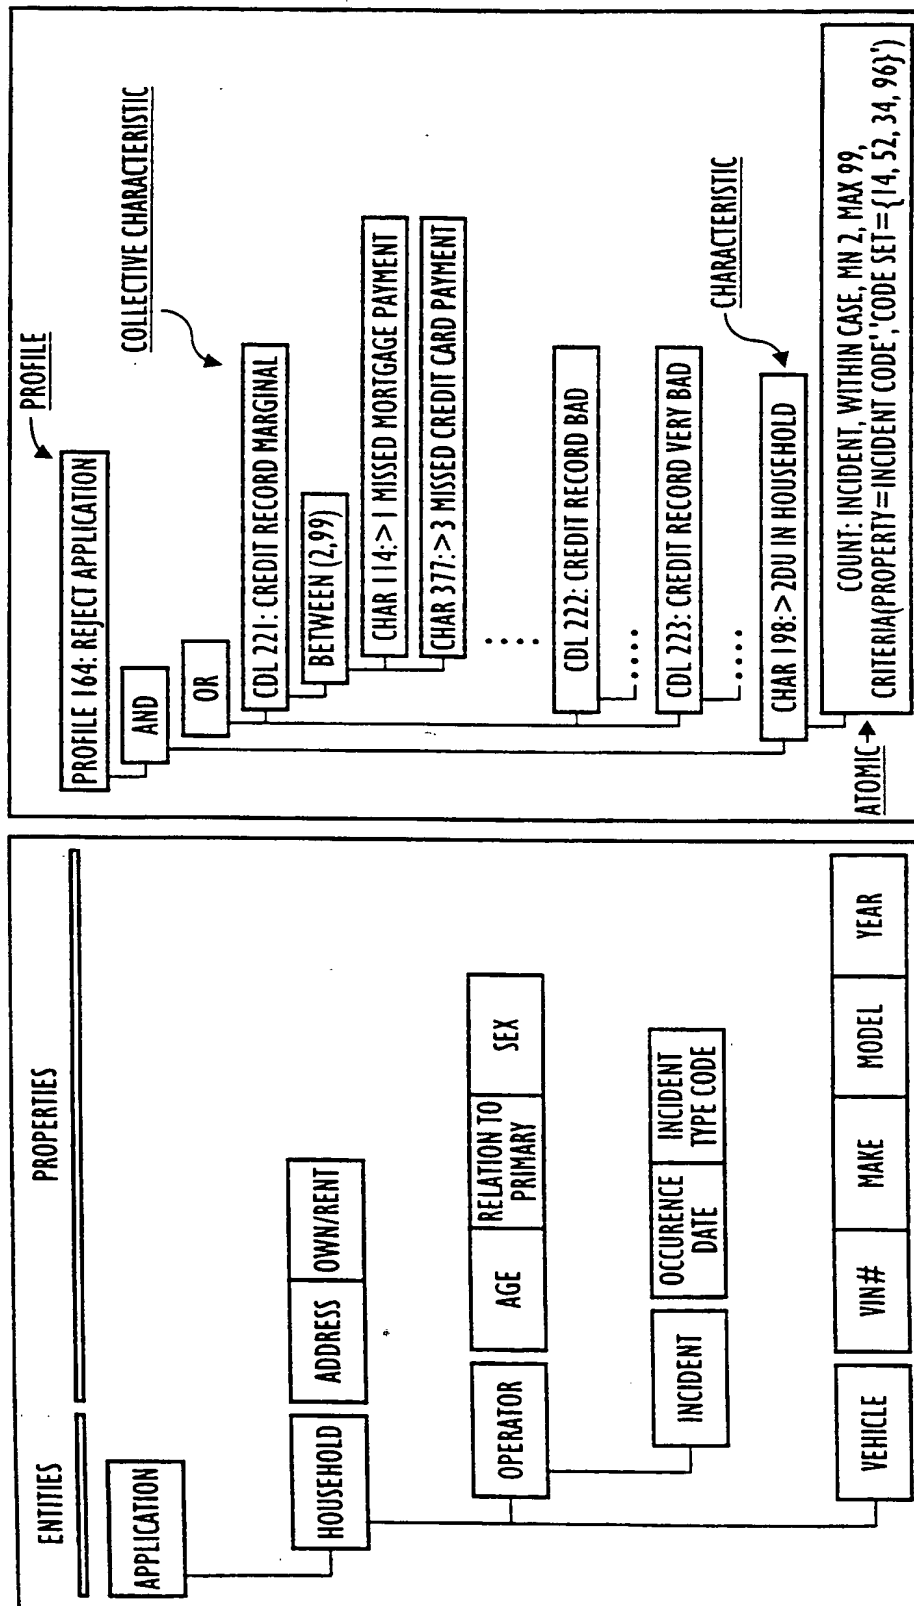 ENTITIES
PROPERTIES
APPLICATION
HOUSEHOLD
ADDRESS
OWN/RENT
OPERATOR
AGE
RELATION TO
PRIMARY
SEX
INCIDENT
OCCURENCE
DATE
INCIDENT
TYPE CODE
VEHICLE
VIN#
MAKE
MODEL
YEAR
PROFILE
PROFILE 164: REJECT APPLICATION
AND
OR
COLLECTIVE CHARACTERISTIC
CDL 221: CREDIT RECORD MARGINAL
BETWEEN (2,99)
CHAR 114:> 1 MISSED MORTGAGE PAYMENT
CHAR 377:> 3 MISSED CREDIT CARD PAYMENT
....
CDL 222: CREDIT RECORD BAD
....
CDL 223: CREDIT RECORD VERY BAD
....
CHARACTERISTIC
CHAR 198:> 2DU IN HOUSEHOLD
ATOMIC
COUNT: INCIDENT, WITHIN CASE, MN 2, MAX 99,
CRITERIA(PROPERTY=INCIDENT CODE','CODE SET={14, 52, 34, 96}')